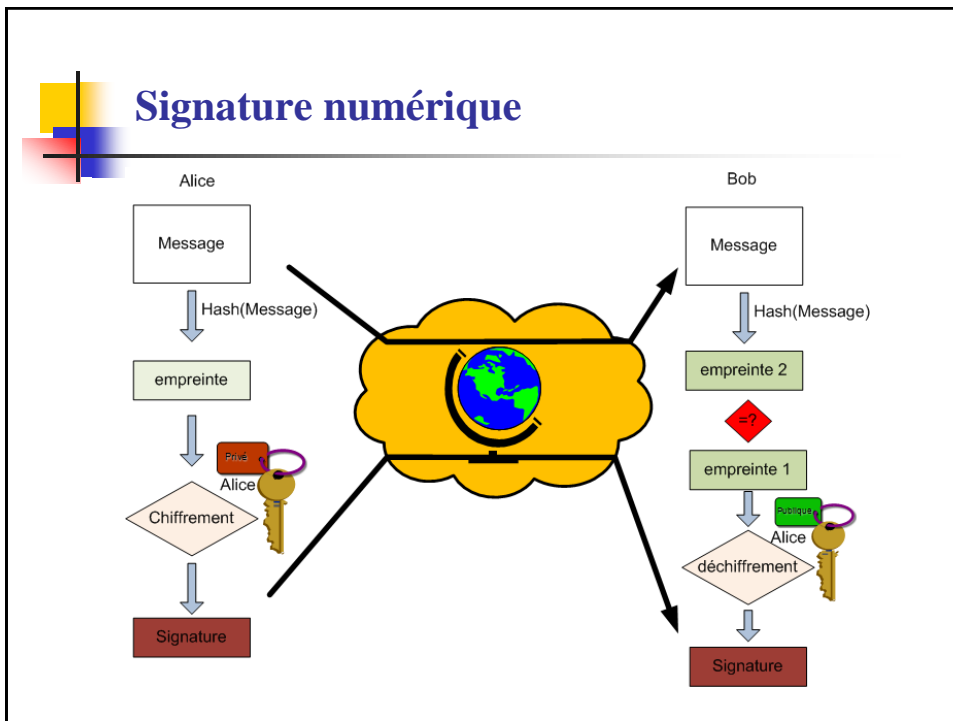 Signature numérique
Alice
Message
Hash(Message)
empreinte
Privé
Alice
Chiffrement
Signature
Bob
Message
Hash(Message)
empreinte 2
=?
empreinte 1
Publique
Alice
déchiffrement
Signature